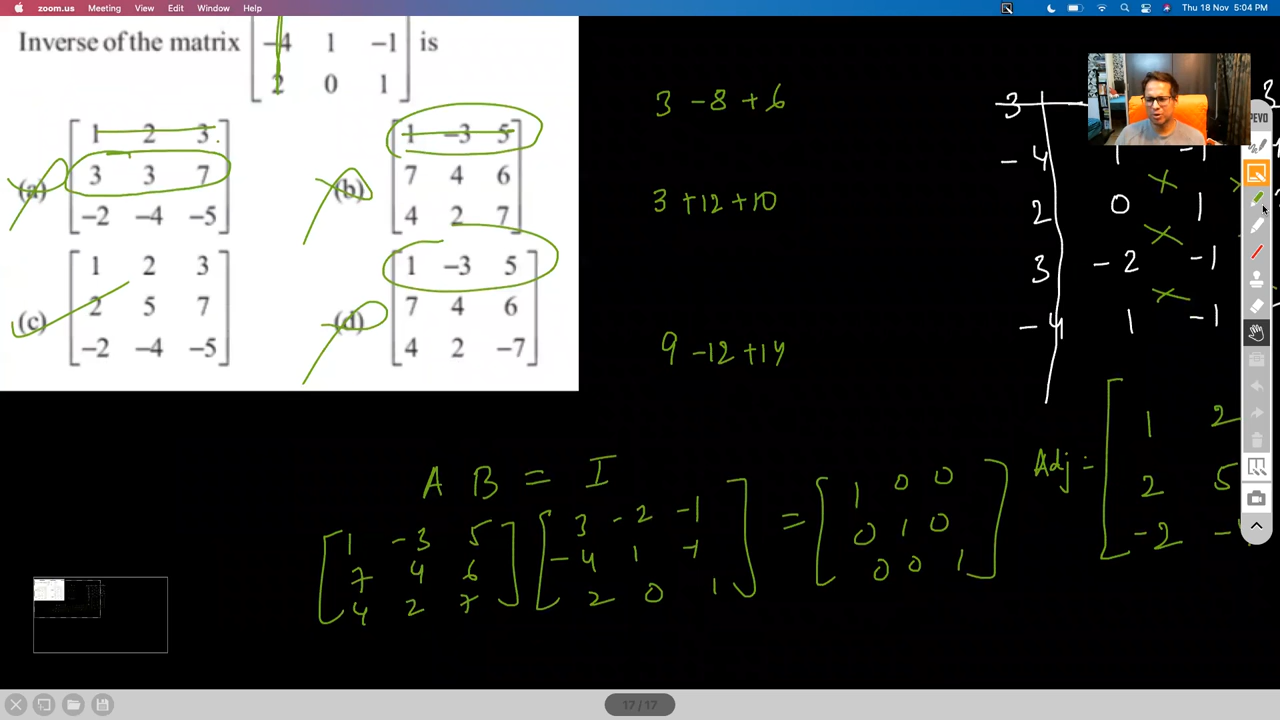 zoom.us Meeting View Edit Window Help Thu 18 Nov 5:04 PM
Inverse of the matrix −4 1 −1 is
2 0 1
(a) 1 2 3
3 3 7
−2 −4 −5
(b) 1 −3 5
7 4 6
4 2 7
(c) 1 2 3
2 5 7
−2 −4 −5
(d) 1 −3 5
7 4 6
4 2 −7
3 -8 +6
3 +12 +10
9 -12 +14
3
-4 1 -1
2 0 1
3 -2 -1
-4 1 -1
3
A B = I
1 -3 5
7 4 6
4 2 7
3 -2 -1
-4 1 -1
2 0 1
=
1 0 0
0 1 0
0 0 1
Adj =
1 2
2 5
-2
IPEVO
17 / 17